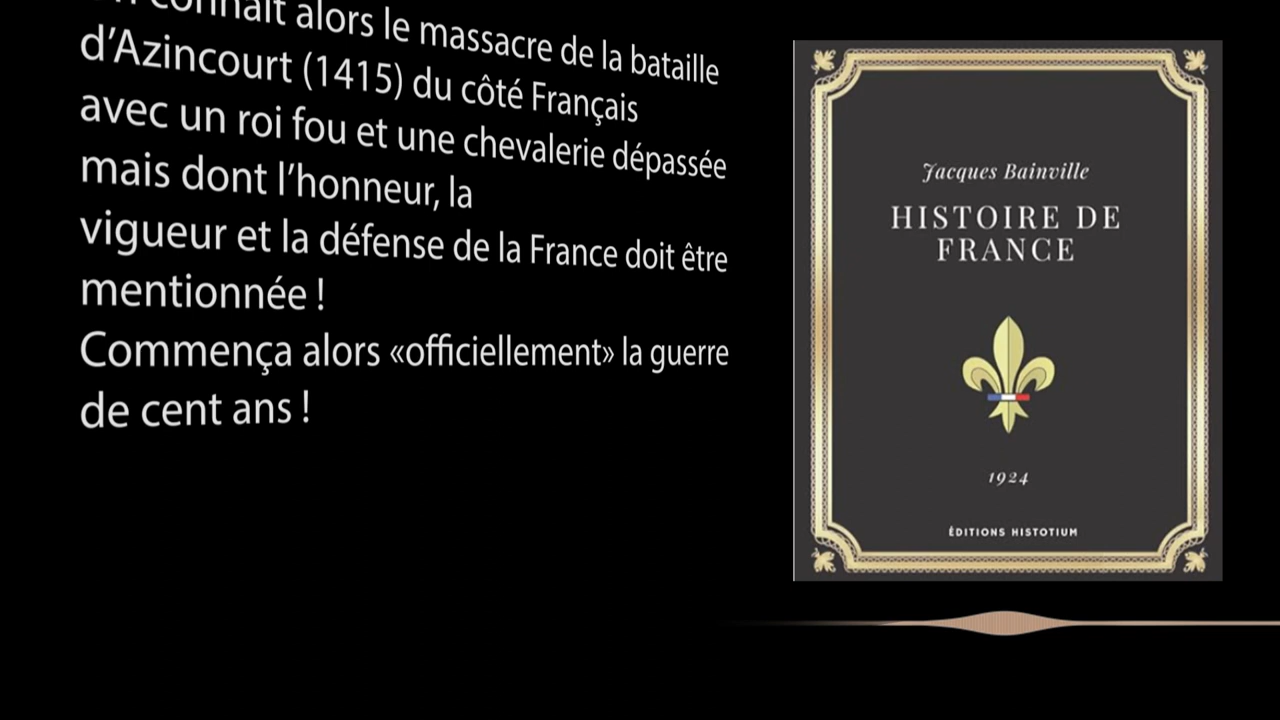 connaît alors le massacre de la bataille
d'Azincourt (1415) du côté Français
avec un roi fou et une chevalerie dépassée
mais dont l'honneur, la
vigueur et la défense de la France doit être
mentionnée !
Commença alors «officiellement» la guerre
de cent ans !
Jacques Bainville
HISTOIRE DE
FRANCE
1924
ÉDITIONS HISTOTIUM